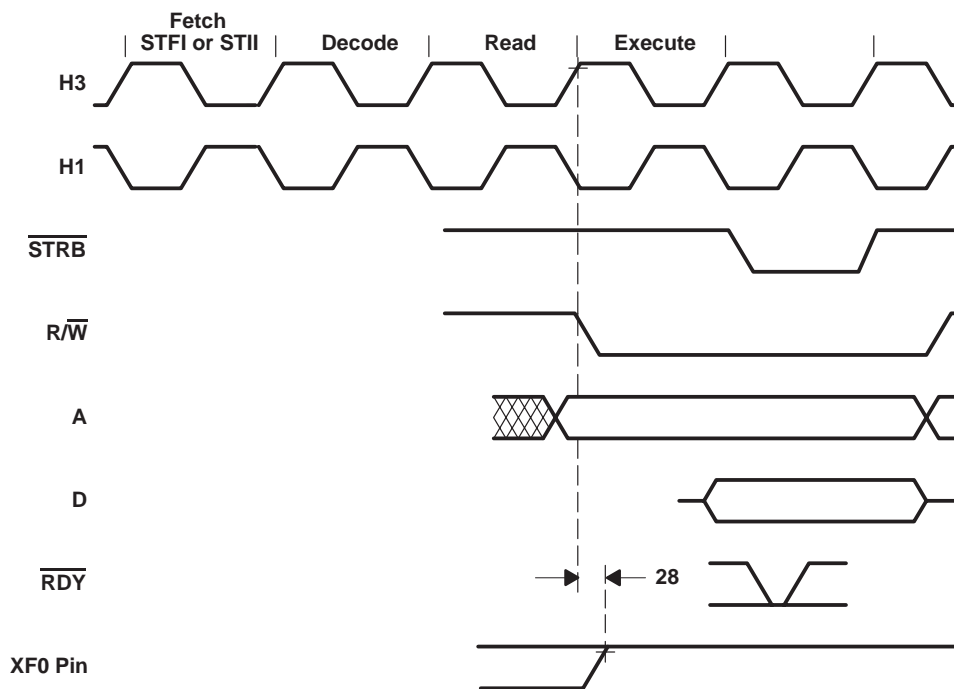 Fetch
STFI or STII
Decode
Read
Execute
H3
H1
STRB
R/W
A
D
RDY
28
XF0 Pin